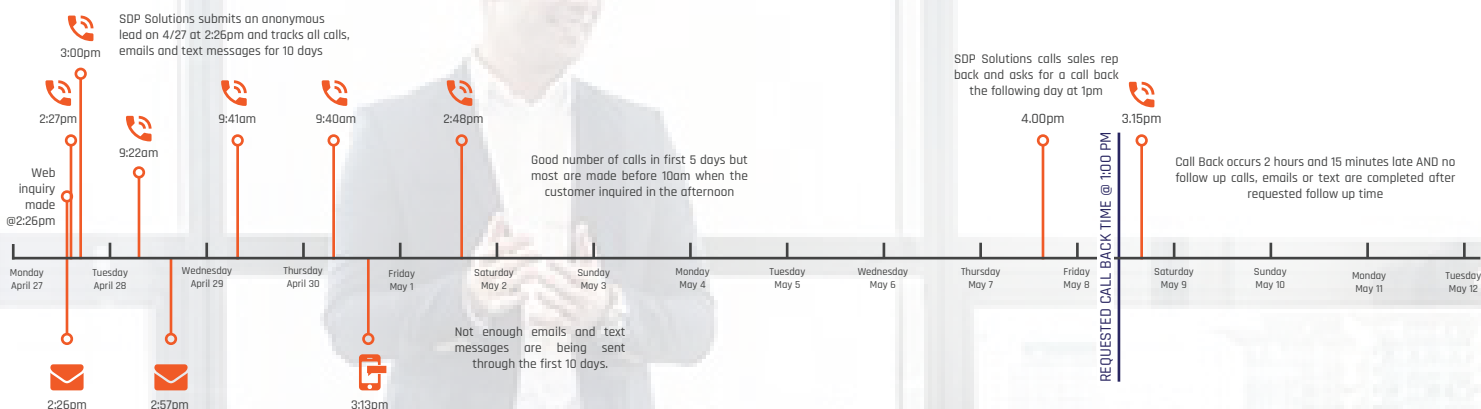 SDP Solutions submits an anonymous
lead on 4/27 at 2:26pm and tracks all calls,
emails and text messages for 10 days
3:00pm
2:27pm
9:22am
9:41am
9:40am
2:48pm
Web
inquiry
made
@2:26pm
Good number of calls in first 5 days but
most are made before 10am when the
customer inquired in the afternoon
SDP Solutions calls sales rep
back and asks for a call back
the following day at 1pm
4.00pm
3.15pm
REQUESTED CALL BACK TIME @ 1:00 PM
Call Back occurs 2 hours and 15 minutes late AND no
follow up calls, emails or text are completed after
requested follow up time
Monday
April 27
Tuesday
April 28
Wednesday
April 29
Thursday
April 30
Friday
May 1
Saturday
May 2
Sunday
May 3
Monday
May 4
Tuesday
May 5
Wednesday
May 6
Thursday
May 7
Friday
May 8
Saturday
May 9
Sunday
May 10
Monday
May 11
Tuesday
May 12
Not enough emails and text
messages are being sent
through the first 10 days.
2:26pm
2:57pm
3:13pm